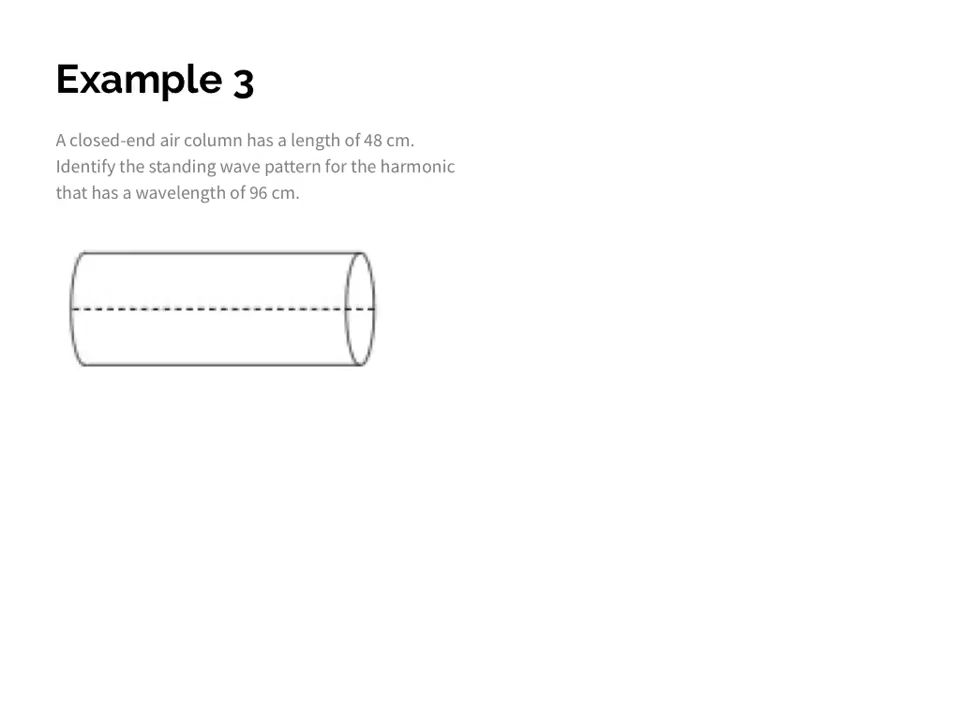 Example 3
A closed-end air column has a length of 48 cm.
Identify the standing wave pattern for the harmonic
that has a wavelength of 96 cm.